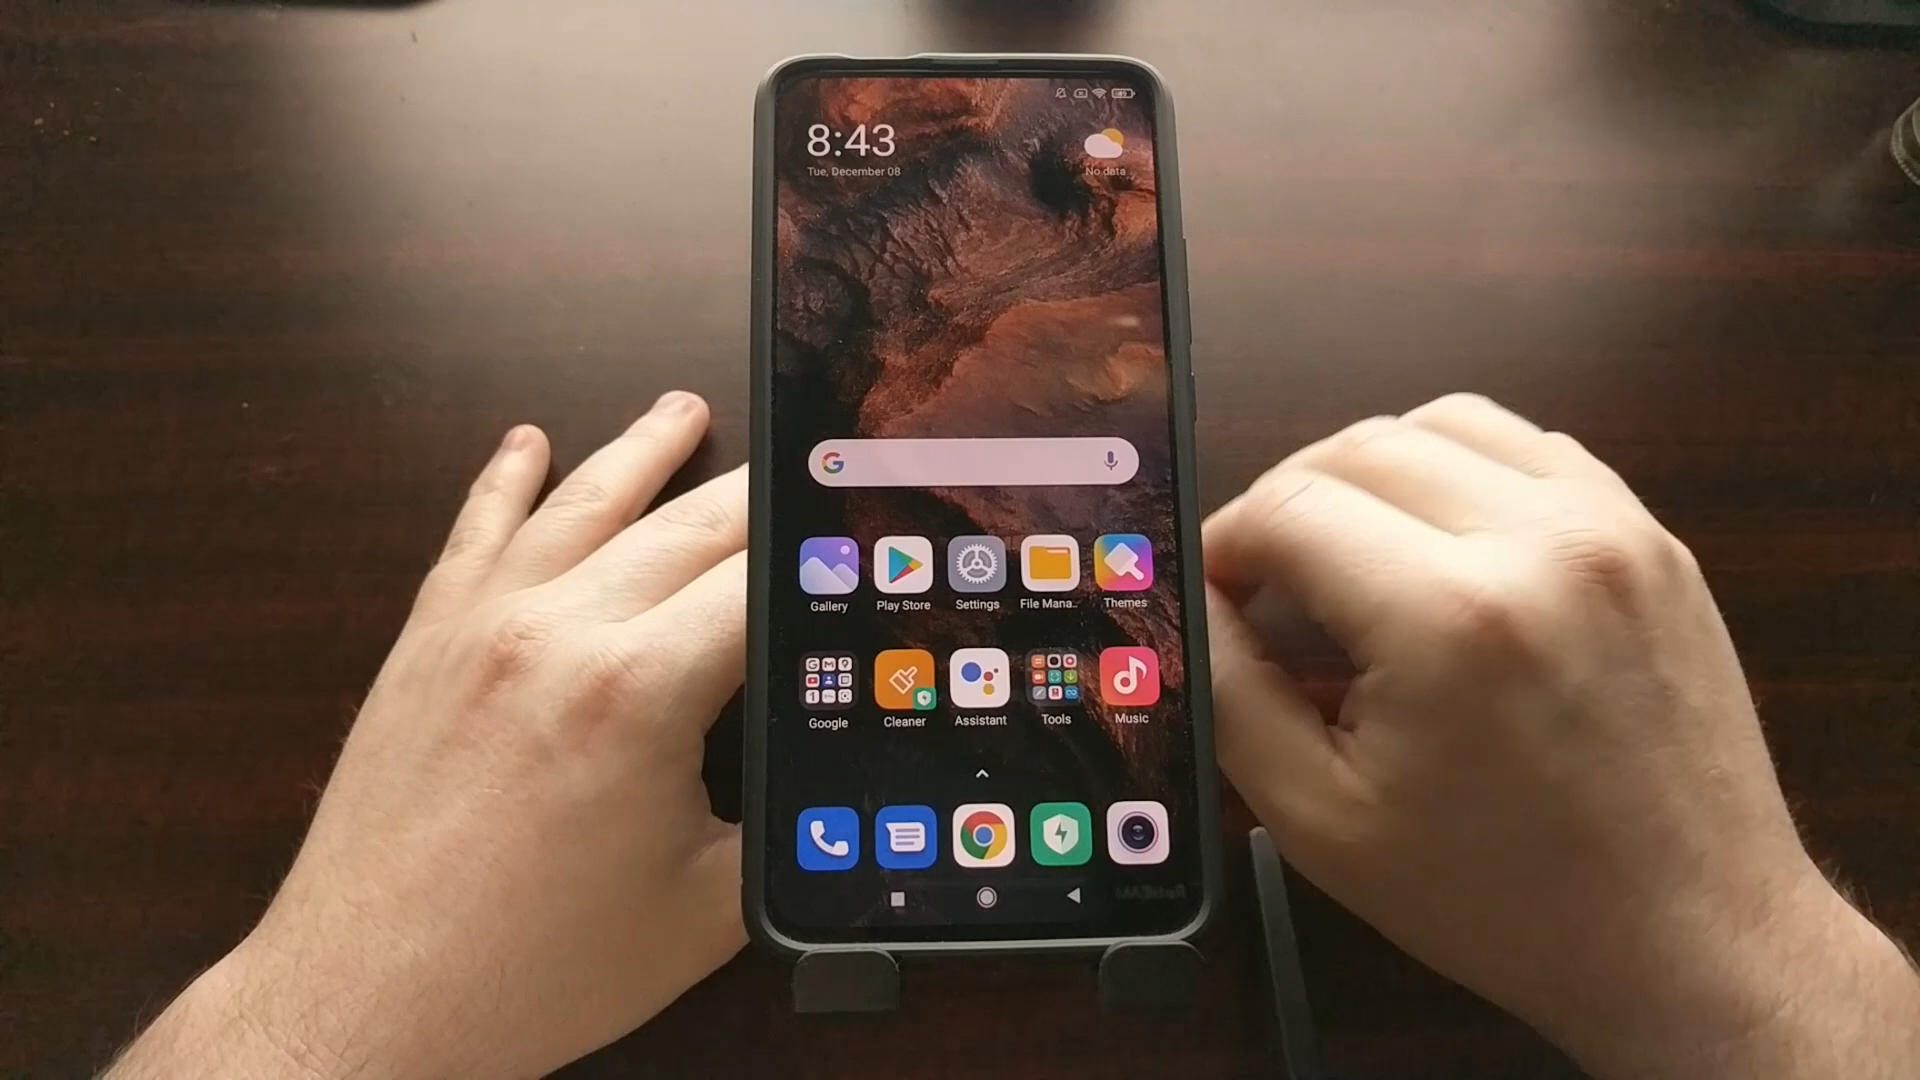 8:43
Tue, December 08
No data
Gallery
Play Store
Settings
File Mana..
Themes
Google
Cleaner
Assistant
Tools
Music